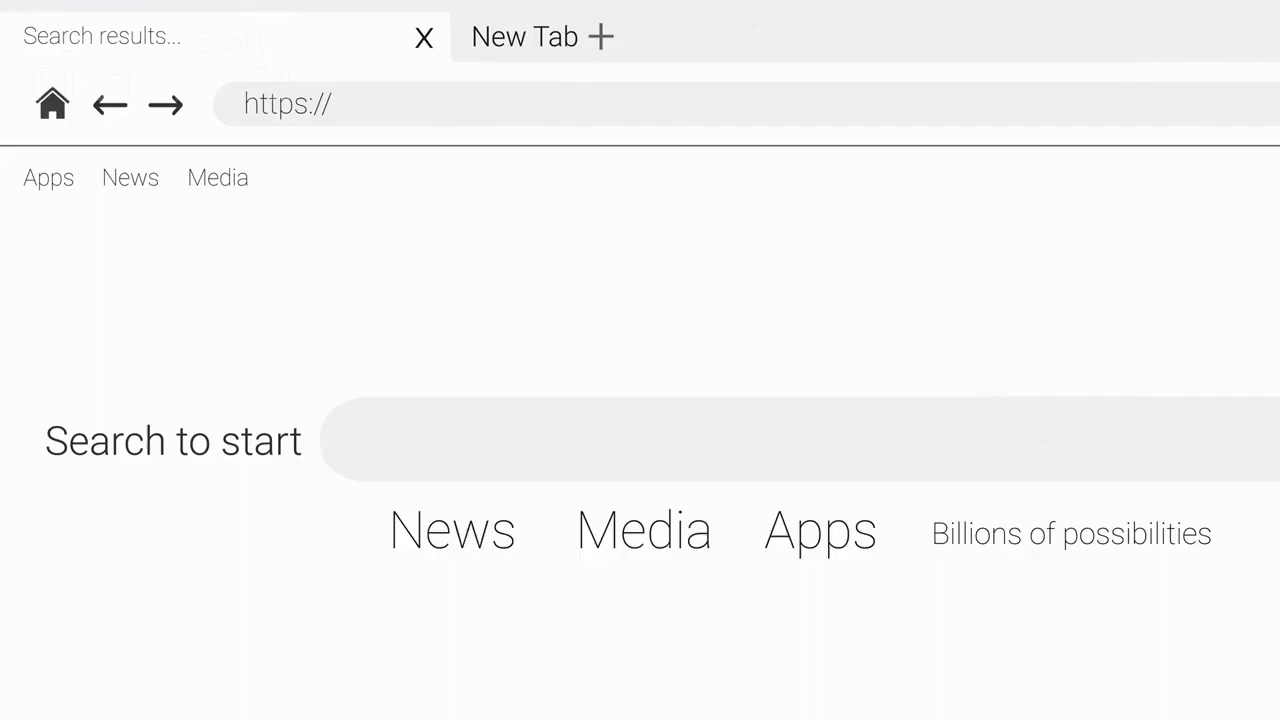 Search results... X New Tab +
https://
Apps News Media
Search to start
News Media Apps Billions of possibilities